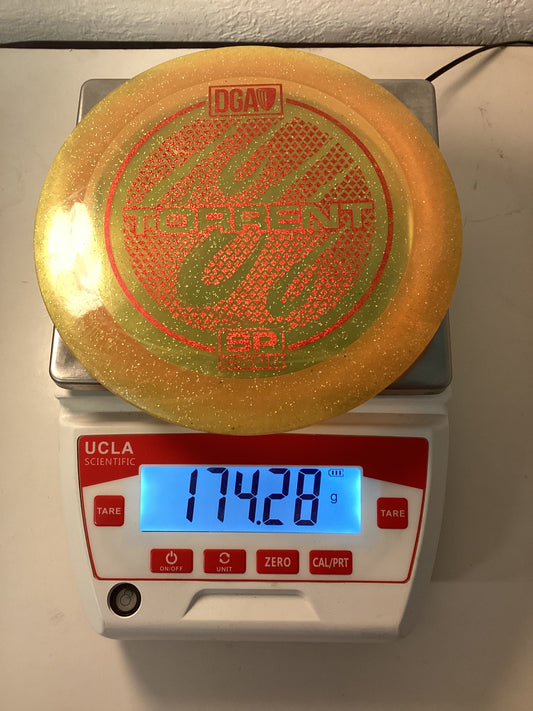 DGA
TORRENT
SP
UCLA
SCIENTIFIC
174.28 g
TARE
TARE
ON/OFF
UNIT
ZERO
CAL/PRT